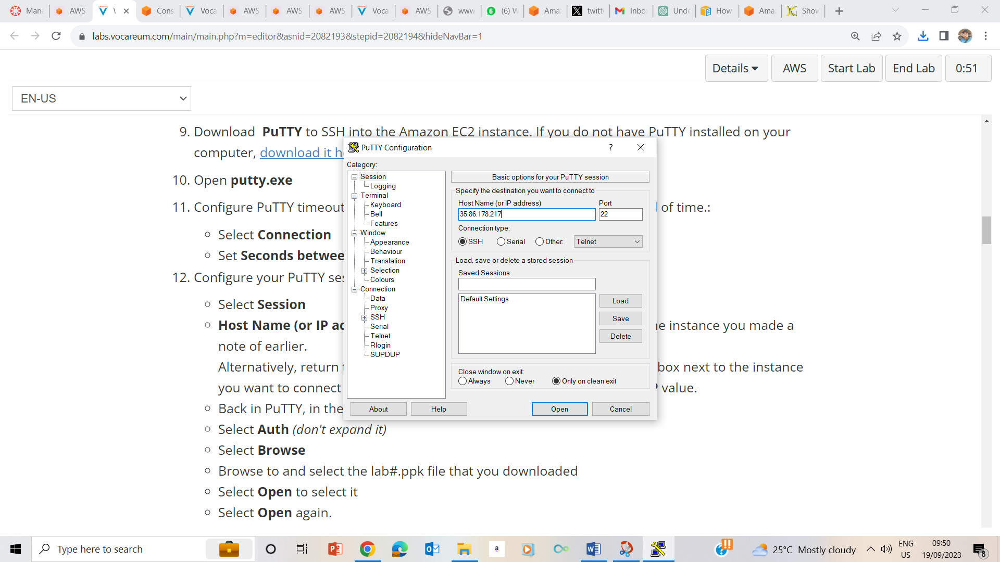 Mana
AWS
\
Cons
Voca
AWS
AWS
AWS
Voca
AWS
www
(6) W
Ama
twitt
Inbo
Unde
How
Ama
Show
labs.vocareum.com/main/main.php?m=editor&asnid=2082193&stepid=2082194&hideNavBar=1
Details
AWS
Start Lab
End Lab
0:51
EN-US
9. Download PuTTY to SSH into the Amazon EC2 instance. If you do not have PuTTY installed on your
computer, download it h
10. Open putty.exe
11. Configure PuTTY timeout
of time.:
Select Connection
Set Seconds betwee
12. Configure your PuTTY ses
Select Session
Host Name (or IP ad
e instance you made a
note of earlier.
Alternatively, return
box next to the instance
you want to connect
value.
Back in PuTTY, in the
Select Auth (don't expand it)
Select Browse
Browse to and select the lab#.ppk file that you downloaded
Select Open to select it
Select Open again.
PuTTY Configuration
?
Category:
Session
Logging
Terminal
Keyboard
Bell
Features
Window
Appearance
Behaviour
Translation
Selection
Colours
Connection
Data
Proxy
SSH
Serial
Telnet
Rlogin
SUPDUP
Basic options for your PuTTY session
Specify the destination you want to connect to
Host Name (or IP address)
Port
35.86.178.217
22
Connection type:
SSH
Serial
Other:
Telnet
Load, save or delete a stored session
Saved Sessions
Default Settings
Load
Save
Delete
Close window on exit:
Always
Never
Only on clean exit
About
Help
Open
Cancel
Type here to search
a
25°C Mostly cloudy
ENG
US
09:50
19/09/2023
8